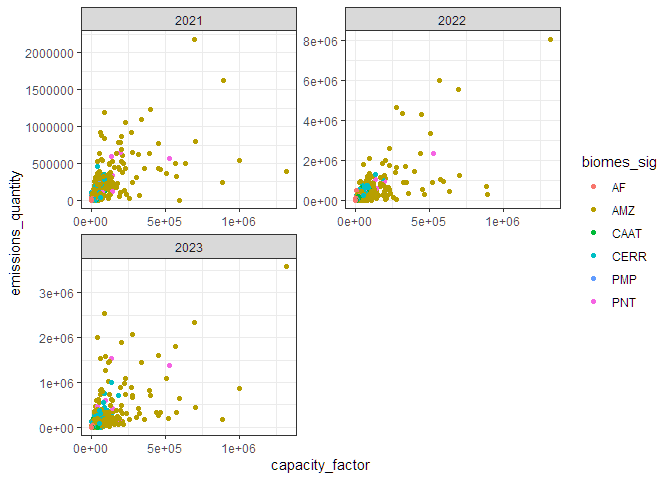 2021
2022
2000000
1500000
1000000
500000
0
8e+06
6e+06
4e+06
2e+06
0e+00
0e+00
5e+05
1e+06
0e+00
5e+05
1e+06
2023
3e+06
2e+06
1e+06
0e+00
0e+00
5e+05
1e+06
emissions_quantity
capacity_factor
biomes_sig
AF
AMZ
CAAT
CERR
PMP
PNT